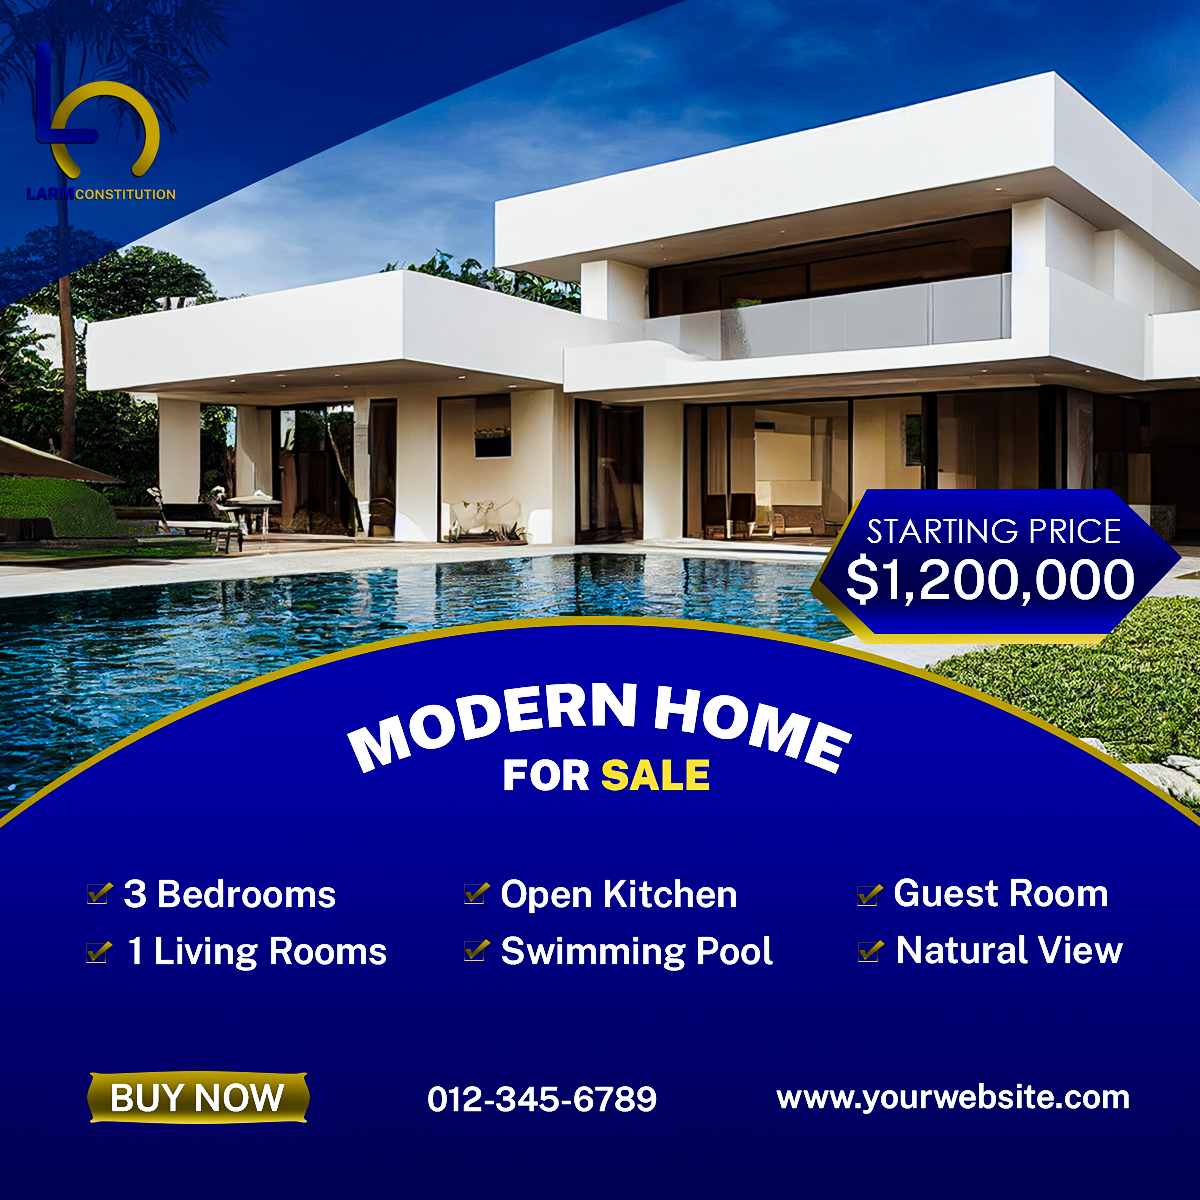 LARMCONSTITUTION
STARTING PRICE
$1,200,000
MODERN HOME
FOR SALE
3 Bedrooms
Open Kitchen
Guest Room
1 Living Rooms
Swimming Pool
Natural View
BUY NOW
012-345-6789
www.yourwebsite.com